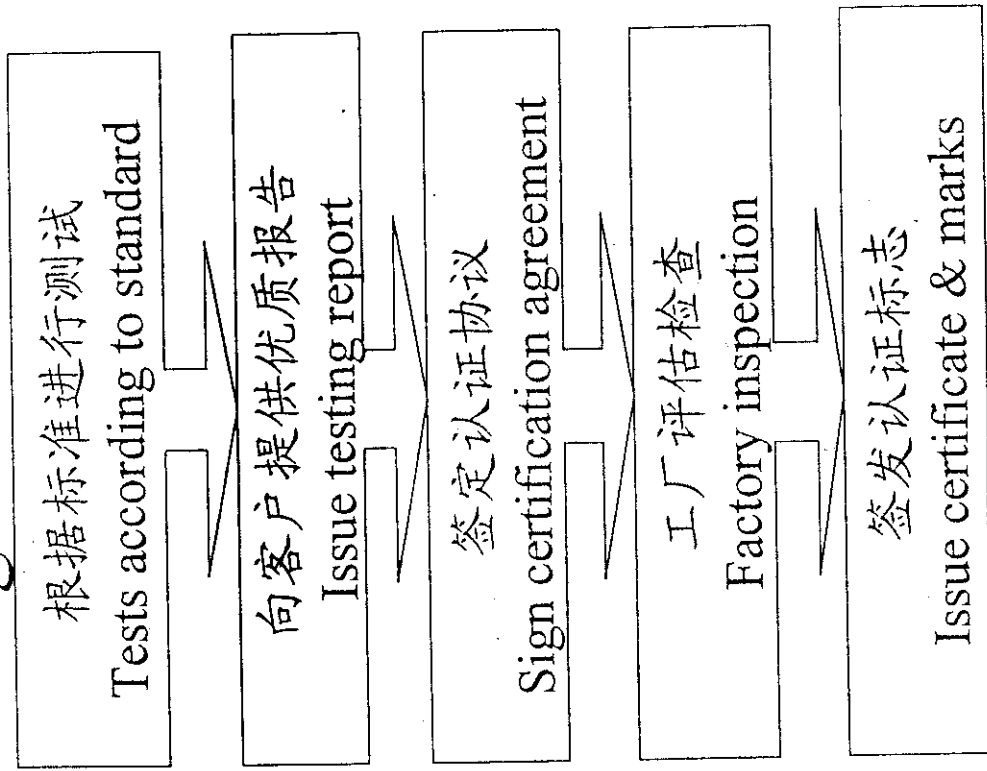 根据标准进行测试
Tests according to standard
向客户提供优质报告
Issue testing report
签定认证协议
Sign certification agreement
工厂评估检查
Factory inspection
签发认证标志
Issue certificate & marks